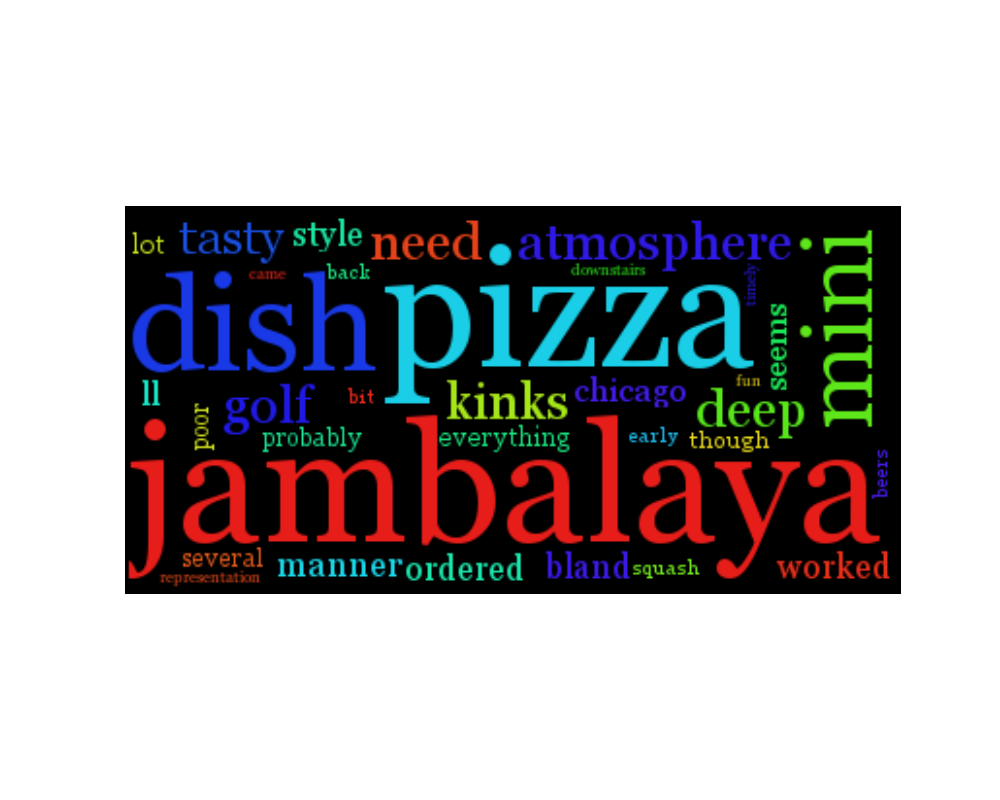 lot tasty style need atmosphere mini
came back downstairs timely
dish pizza seems
ll golf bit kinks chicago fun deep
poor probably everything early though
jambalaya beers
several manner ordered bland squash worked
representation